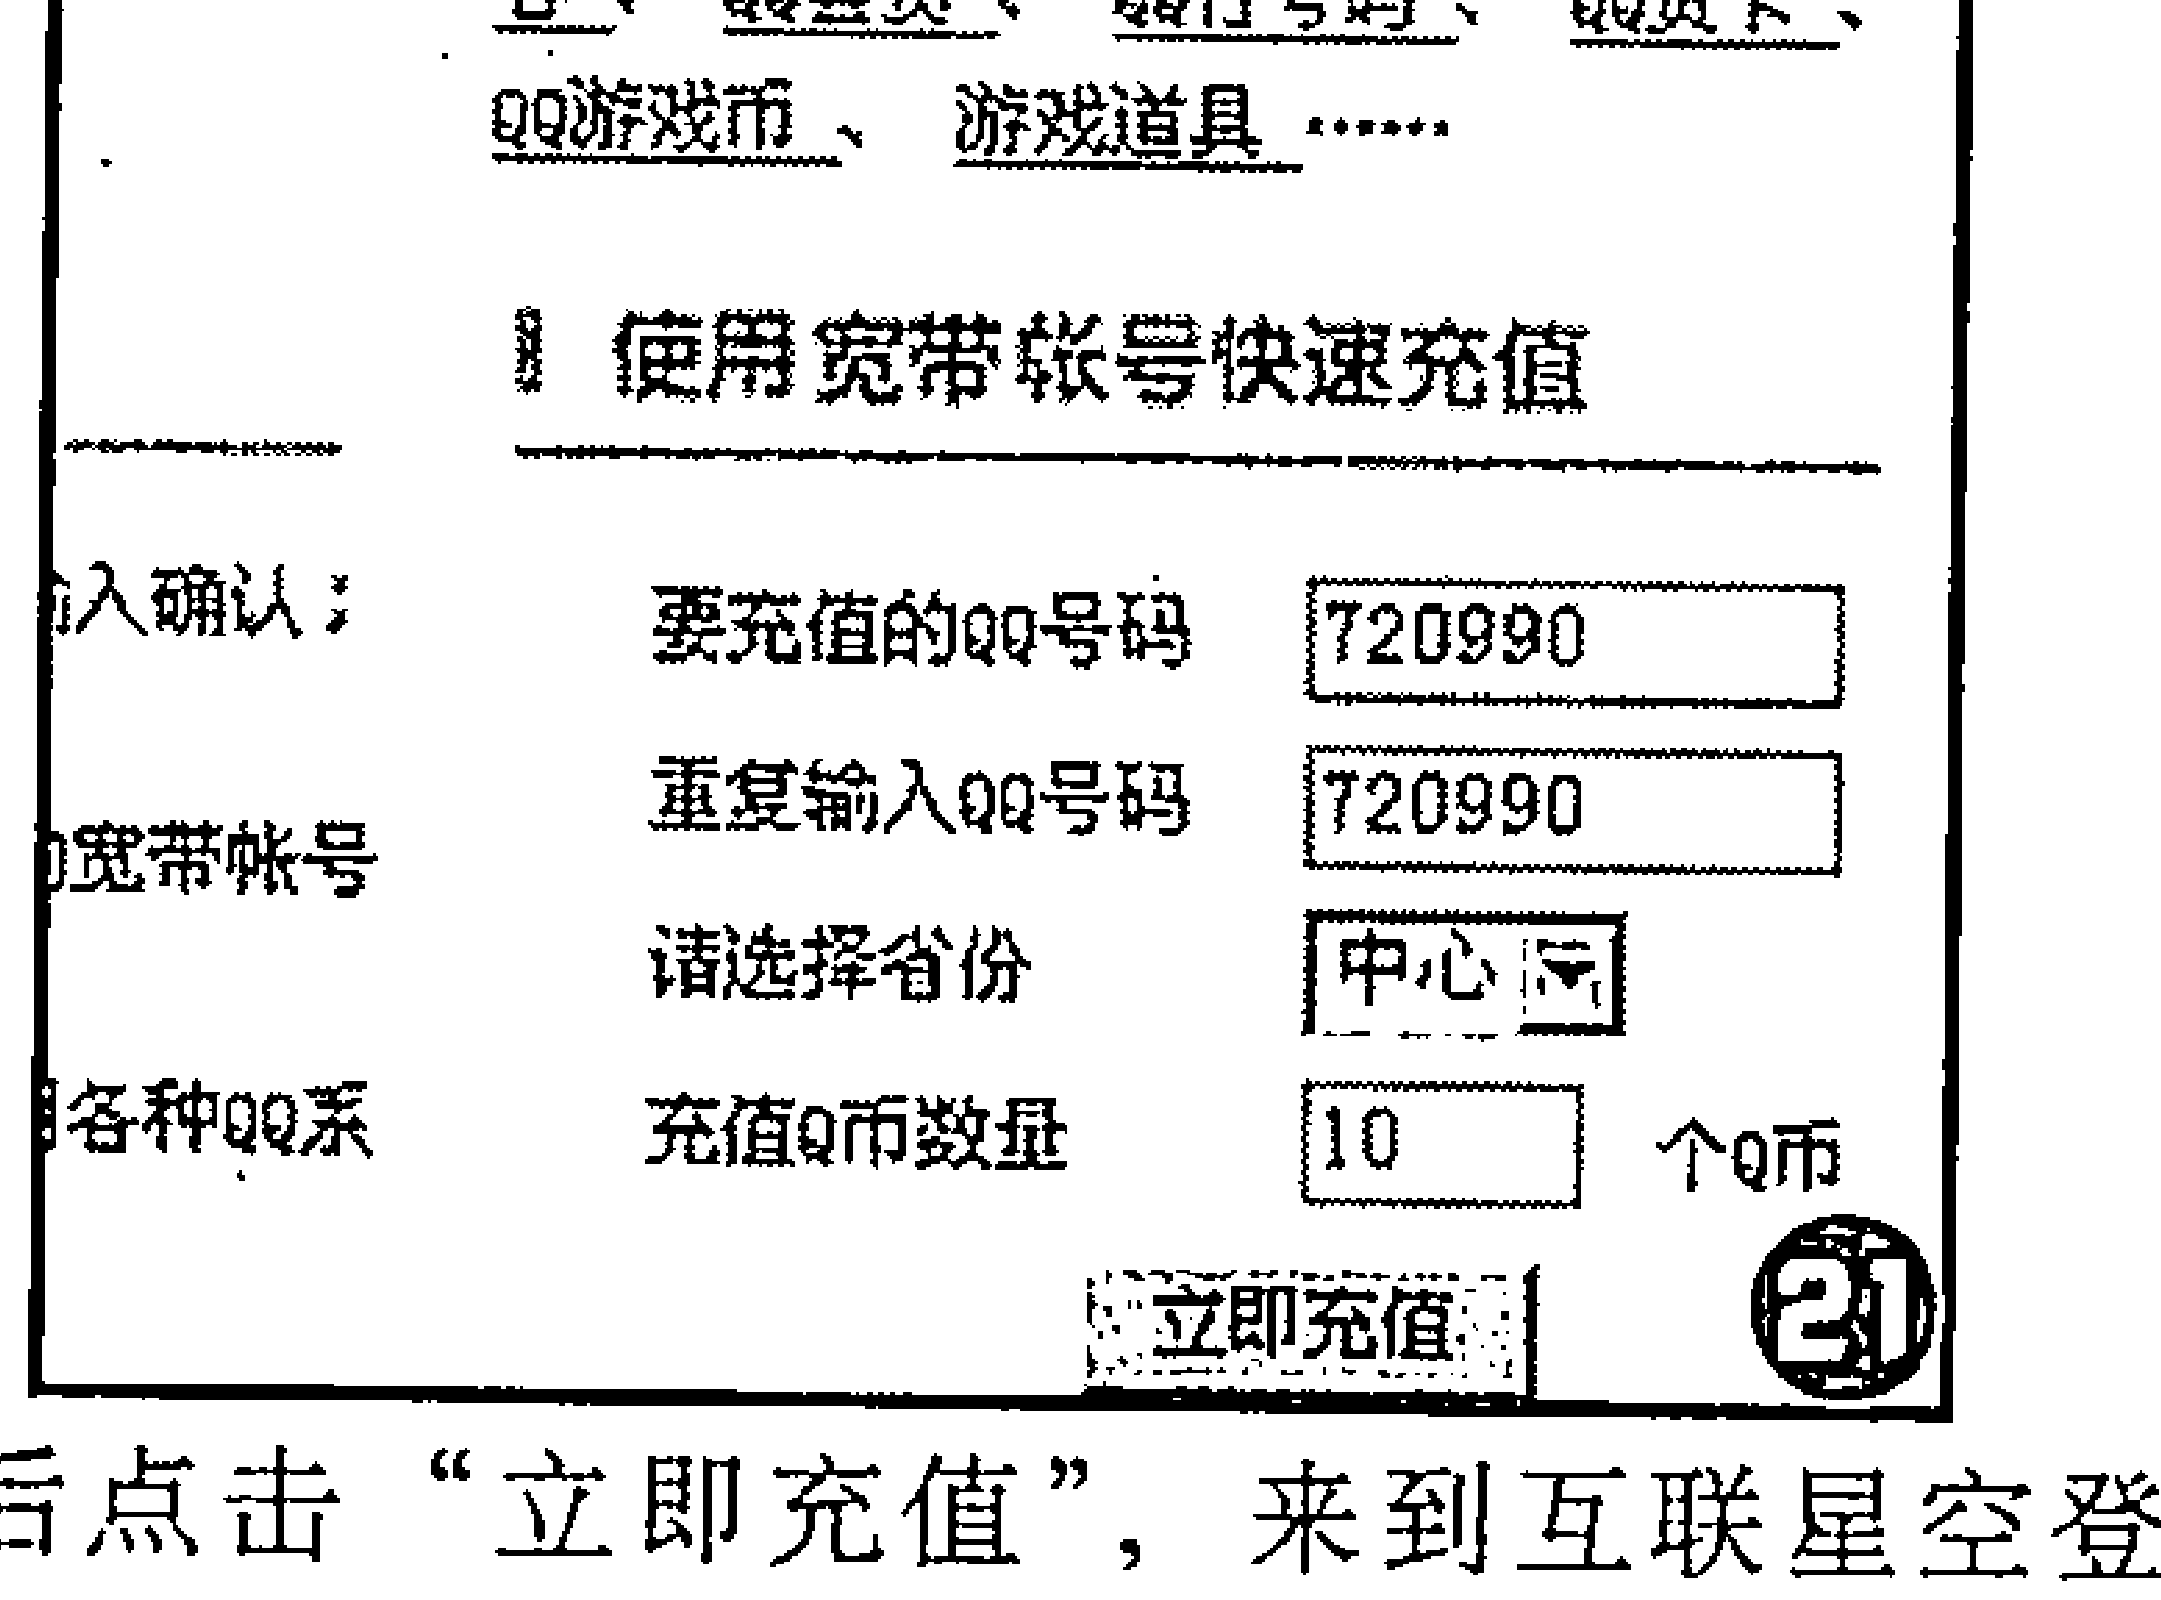 QQ游戏币、 游戏道具 ……
使用宽带帐号快速充值
入确认：
要充值的QQ号码 720990
重复输入QQ号码 720990
宽带帐号
请选择省份 中心
各种QQ系
充值Q币数量 10 个Q币
立即充值
21
后点击“立即充值”，来到互联星空登